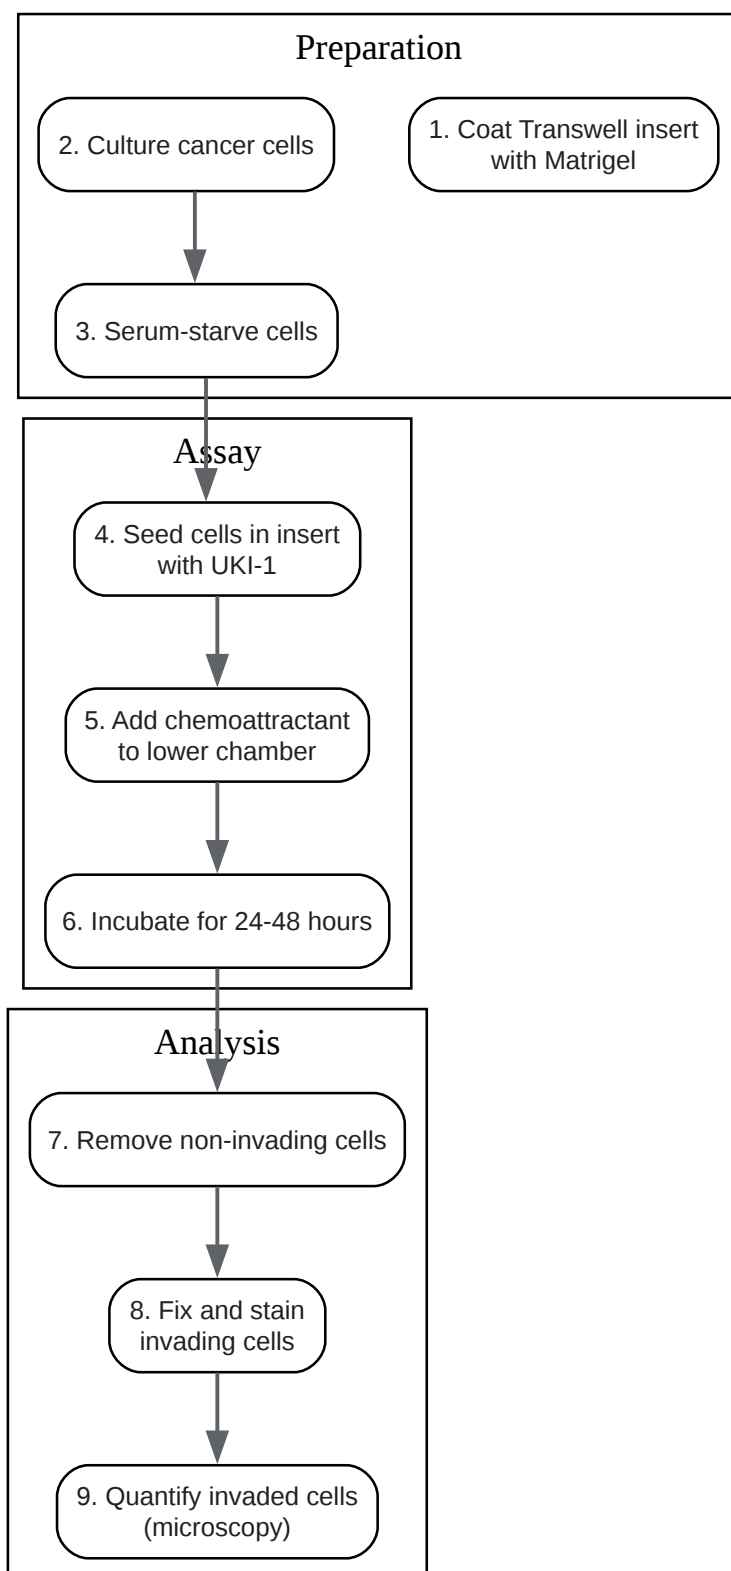 Preparation
2. Culture cancer cells
1. Coat Transwell insert
with Matrigel
3. Serum-starve cells
Assay
4. Seed cells in insert
with UKI-1
5. Add chemoattractant
to lower chamber
6. Incubate for 24-48 hours
Analysis
7. Remove non-invading cells
8. Fix and stain
invading cells
9. Quantify invaded cells
(microscopy)